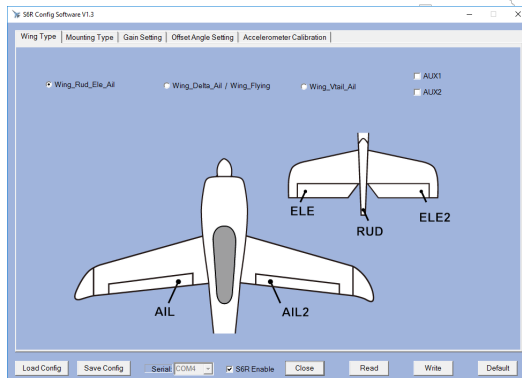 S6R Config Software V1.3
Wing Type Mounting Type Gain Setting Offset Angle Setting Accelerometer Calibration
Wing_Rud_Ele_Ail Wing_Delta_Ail / Wing_Flying Wing_Vtail_Ail AUX1
AUX2
ELE RUD ELE2
AIL AIL2
Load Config Save Config Serial COM4 S6R Enable Close Read Write Default